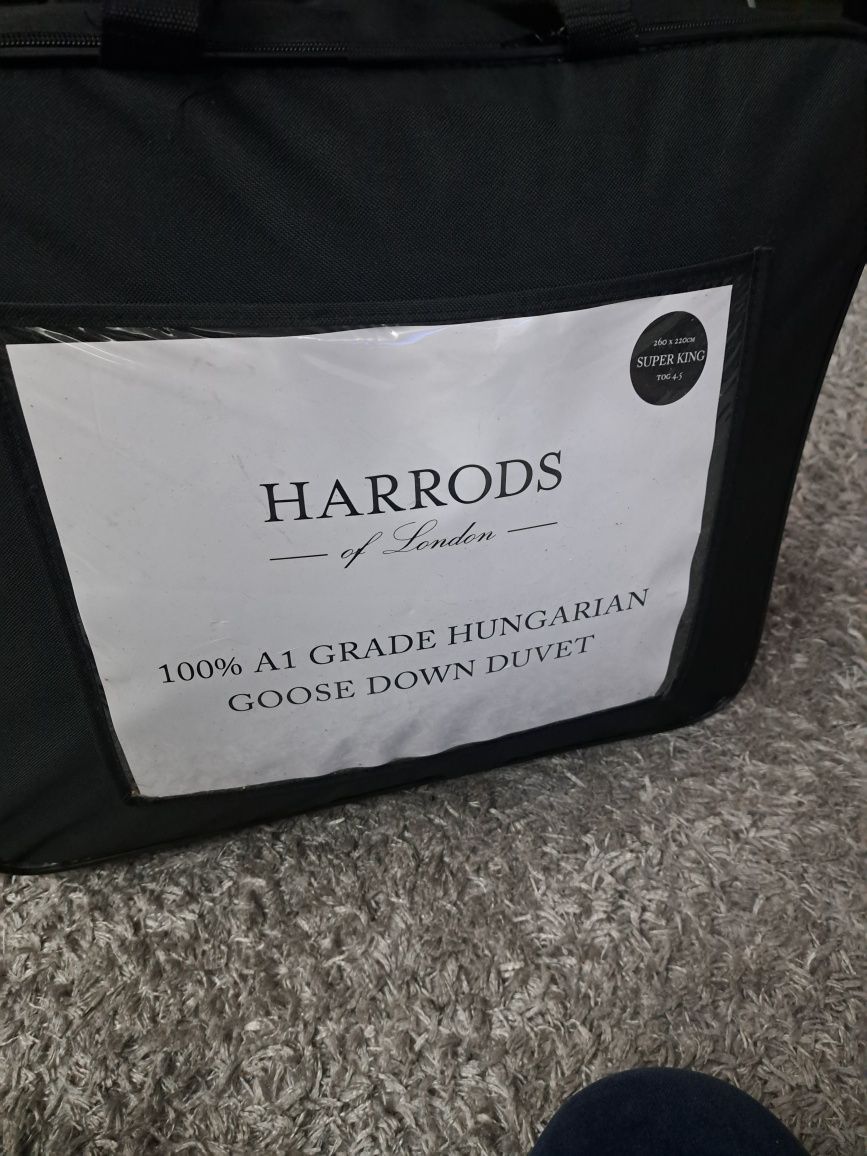 260 x 220CM
SUPER KING
TOG 4.5
HARRODS
of London
100% A1 GRADE HUNGARIAN
GOOSE DOWN DUVET